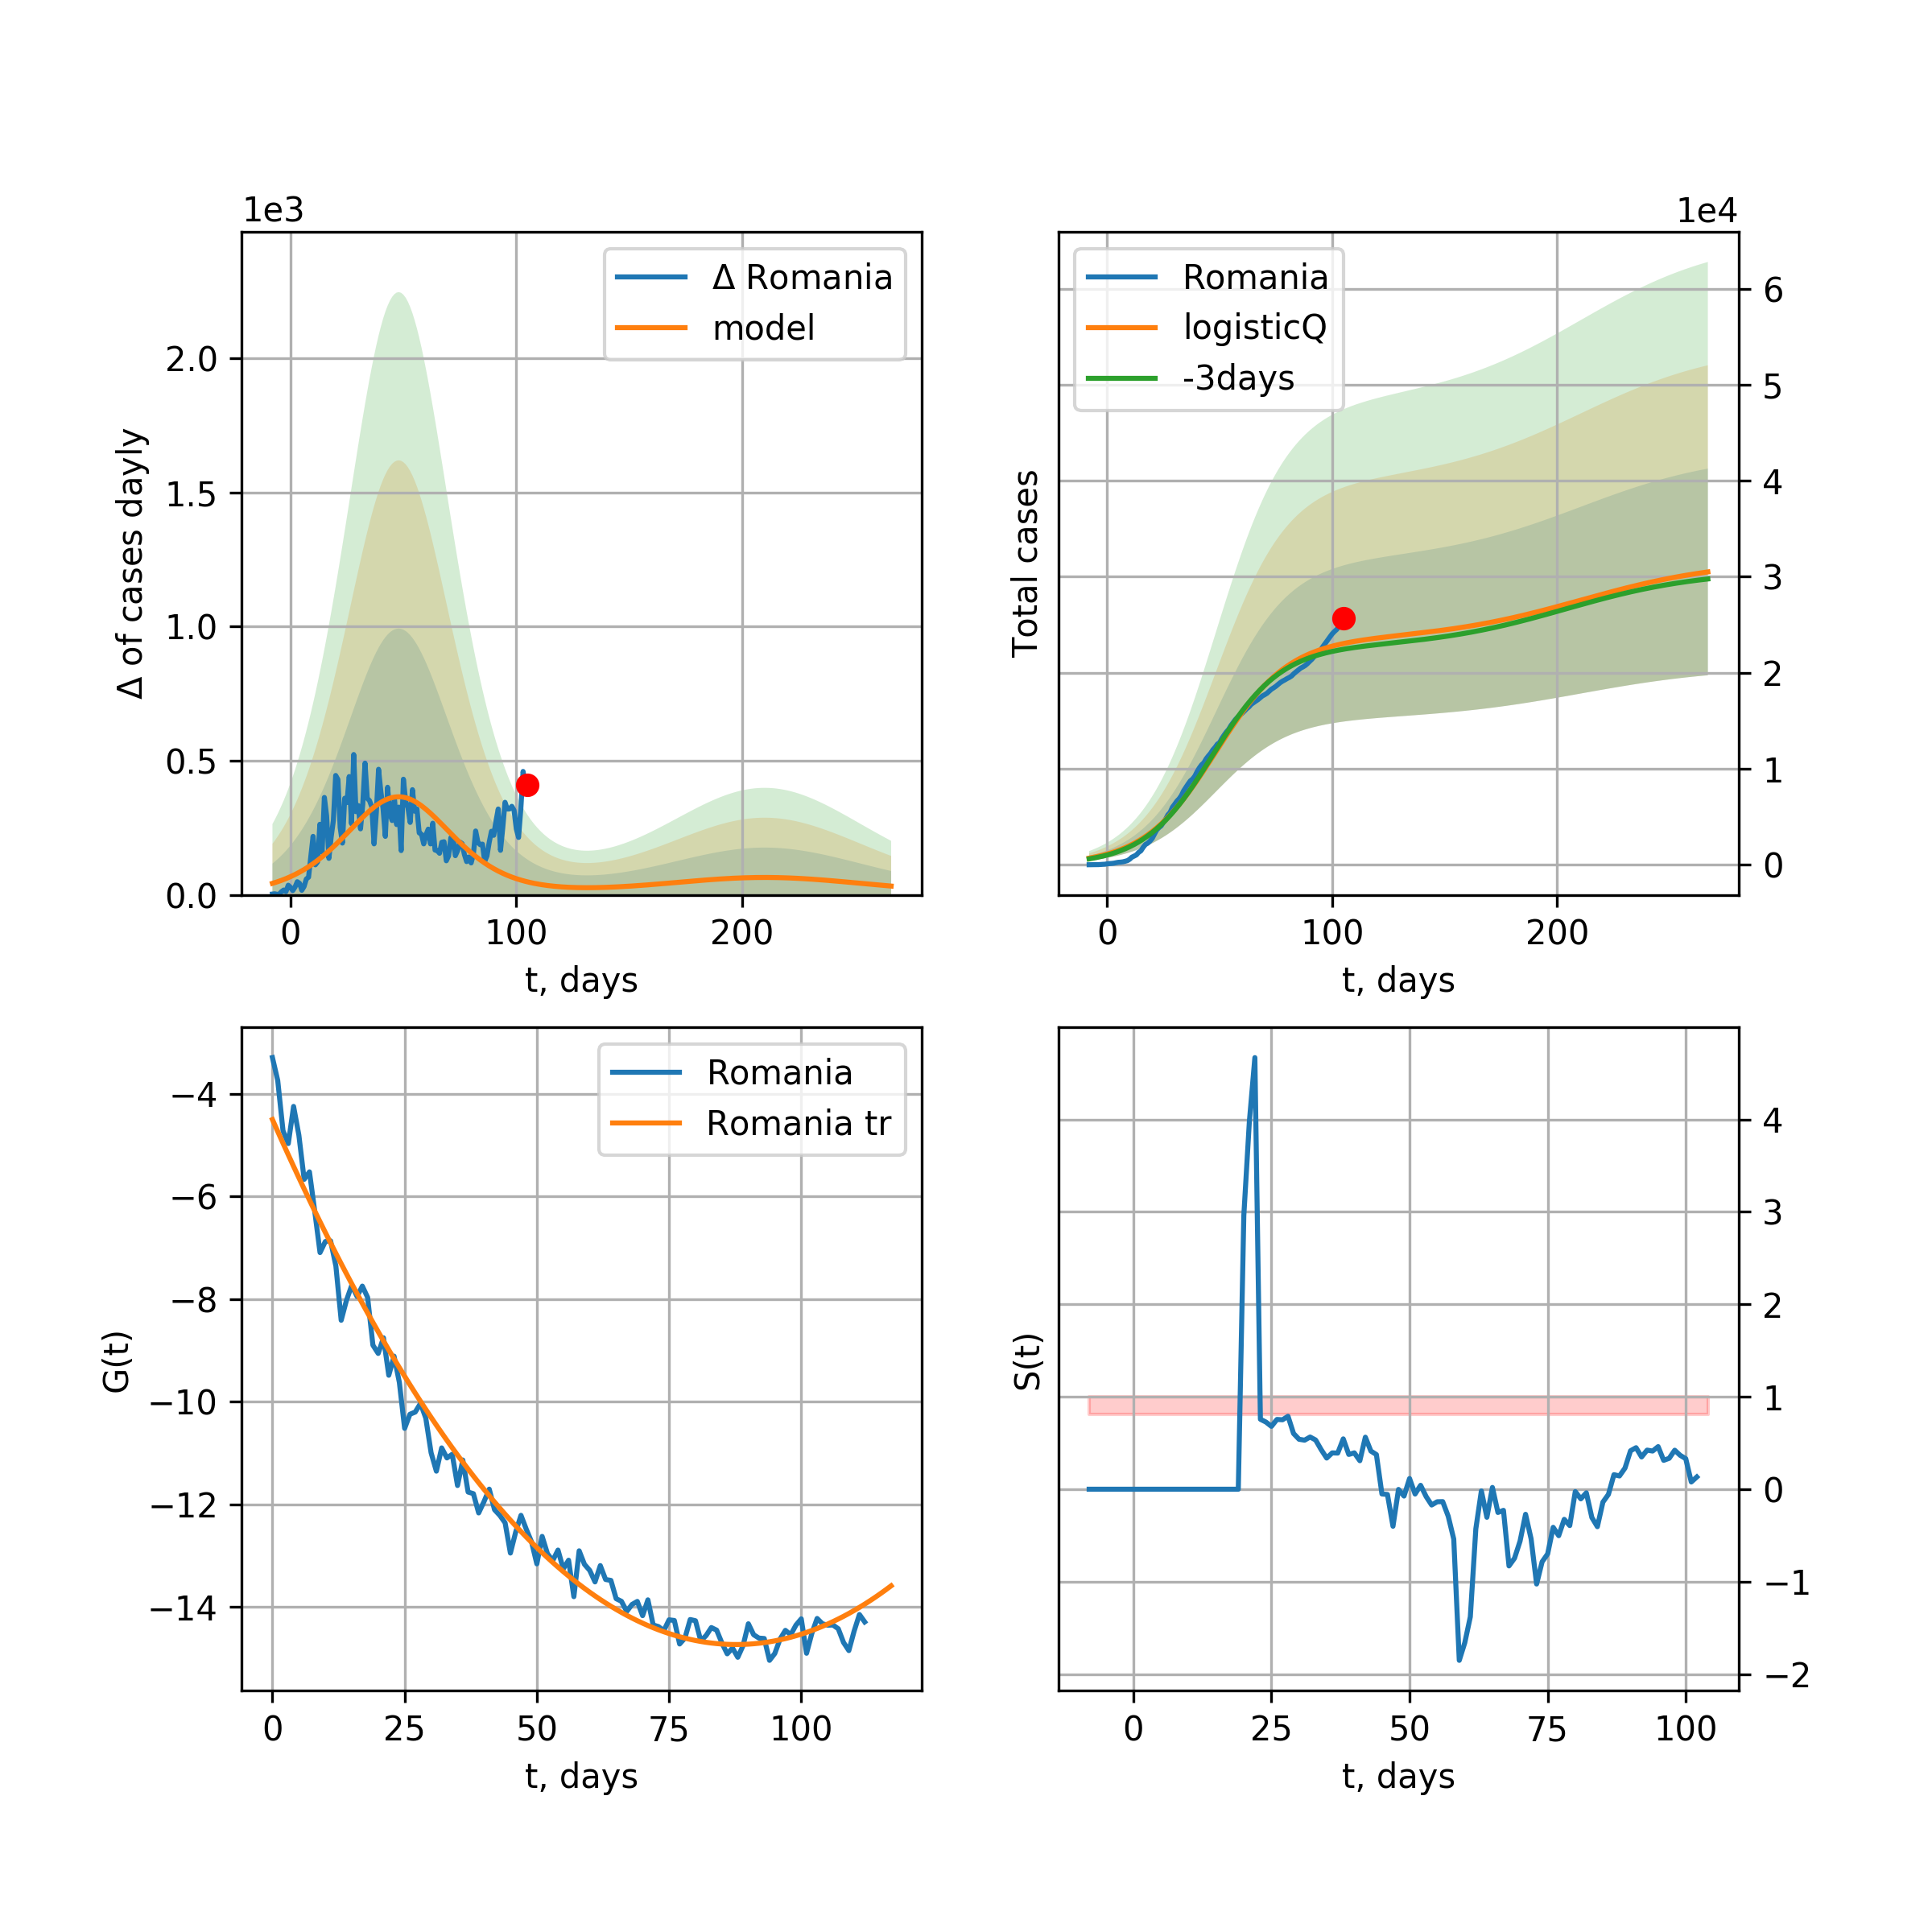 1e3
Δ of cases dayly
2.0
1.5
1.0
0.5
0.0
0 100 200
t, days
Δ Romania
model
1e4
Total cases
6
5
4
3
2
1
0
0 100 200
t, days
Romania
logisticQ
-3days
G(t)
−4
−6
−8
−10
−12
−14
0 25 50 75 100
t, days
Romania
Romania tr
S(t)
4
3
2
1
0
−1
−2
0 25 50 75 100
t, days